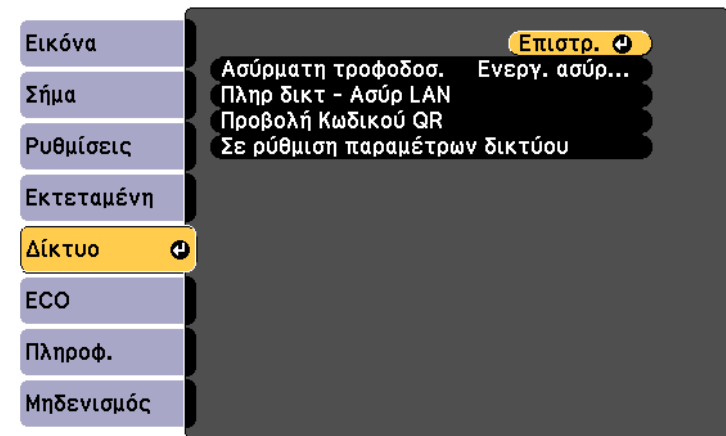 Εικόνα
Σήμα
Ρυθμίσεις
Εκτεταμένη
Δίκτυο
ECO
Πληροφ.
Μηδενισμός
Επιστρ.
Ασύρματη τροφοδοσ. Ενεργ. ασύρ...
Πληρ δικτ - Ασύρ LAN
Προβολή Κωδικού QR
Σε ρύθμιση παραμέτρων δικτύου